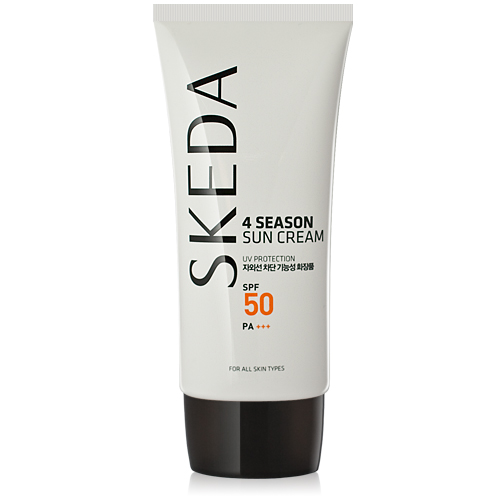 SKEDA
4 SEASON
SUN CREAM
UV PROTECTION
자외선 차단 기능성 화장품
SPF
50
PA +++
FOR ALL SKIN TYPES